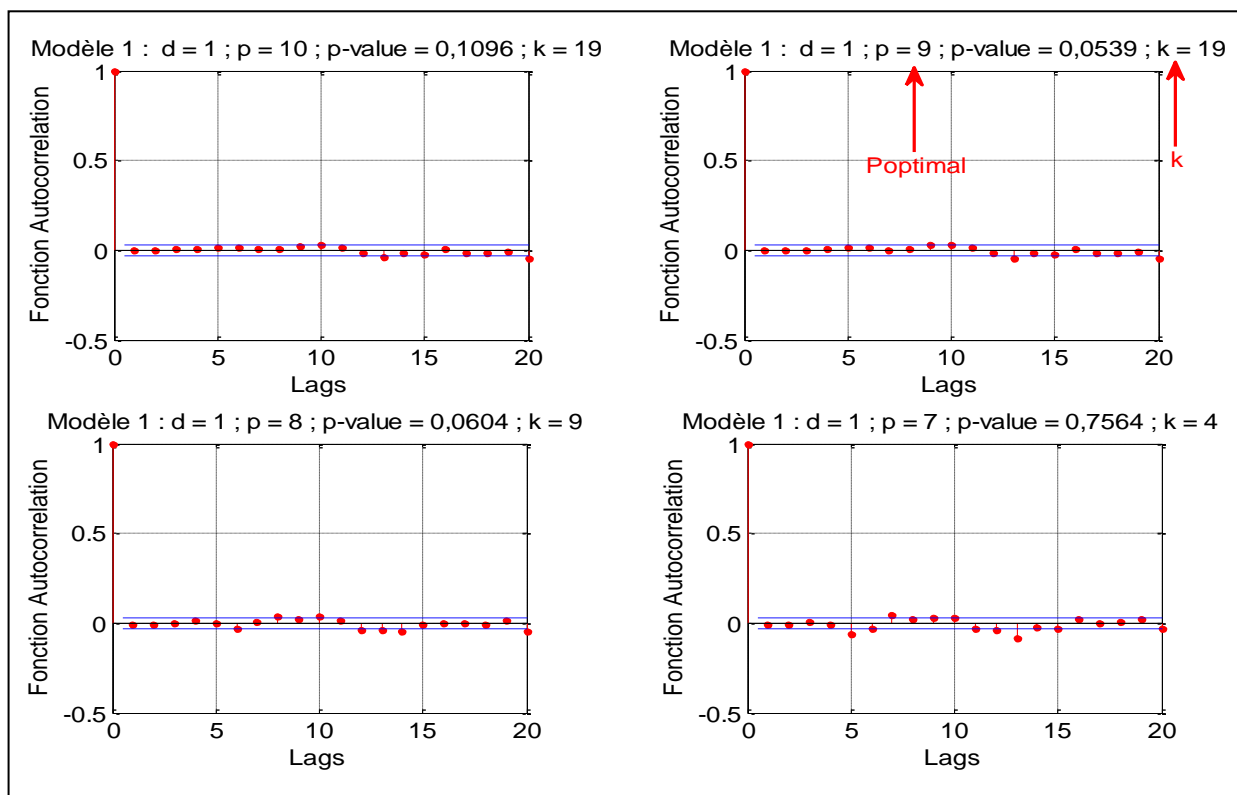 Modèle 1 : d = 1 ; p = 10 ; p-value = 0,1096 ; k = 19
1
0.5
0
-0.5
Fonction Autocorrelation
0 5 10 15 20
Lags
Modèle 1 : d = 1 ; p = 9 ; p-value = 0,0539 ; k = 19
1
0.5
0
-0.5
Fonction Autocorrelation
Poptimal
k
0 5 10 15 20
Lags
Modèle 1 : d = 1 ; p = 8 ; p-value = 0,0604 ; k = 9
1
0.5
0
-0.5
Fonction Autocorrelation
0 5 10 15 20
Lags
Modèle 1 : d = 1 ; p = 7 ; p-value = 0,7564 ; k = 4
1
0.5
0
-0.5
Fonction Autocorrelation
0 5 10 15 20
Lags